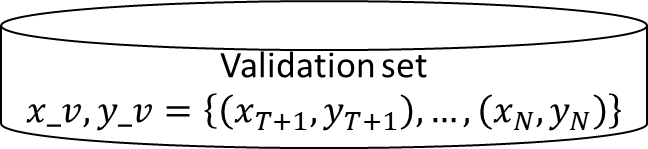 Validation set
x_v, y_v = {(x_{T+1}, y_{T+1}), …, (x_N, y_N)}